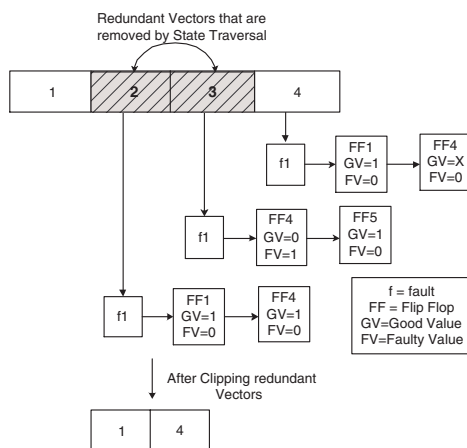 Redundant Vectors that are
removed by State Traversal
1 2 3 4
f1
FF1
GV=1
FV=0
FF4
GV=X
FV=0
f1
FF4
GV=0
FV=1
FF5
GV=1
FV=0
f1
FF1
GV=1
FV=0
FF4
GV=1
FV=0
f = fault
FF = Flip Flop
GV=Good Value
FV=Faulty Value
After Clipping redundant
Vectors
1 4